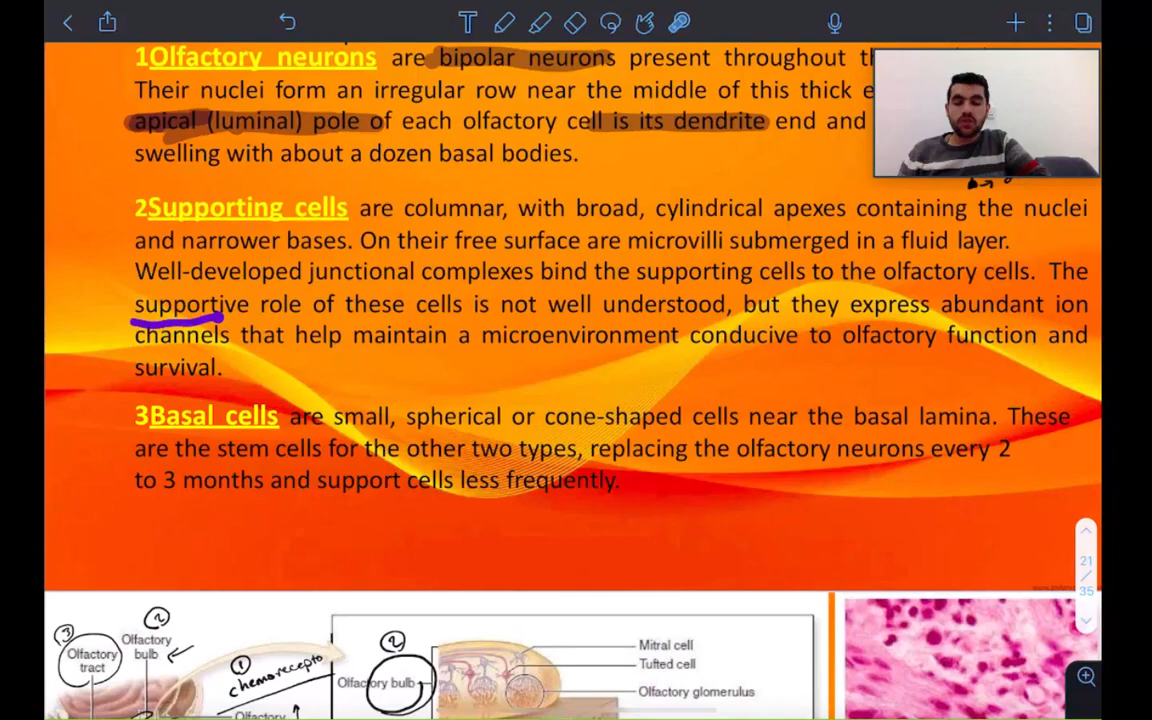 1Olfactory neurons are bipolar neurons present throughout
Their nuclei form an irregular row near the middle of this thick
apical (luminal) pole of each olfactory cell is its dendrite end and
swelling with about a dozen basal bodies.
2Supporting cells are columnar, with broad, cylindrical apexes containing the nuclei
and narrower bases. On their free surface are microvilli submerged in a fluid layer.
Well-developed junctional complexes bind the supporting cells to the olfactory cells. The
supportive role of these cells is not well understood, but they express abundant ion
channels that help maintain a microenvironment conducive to olfactory function and
survival.
3Basal cells are small, spherical or cone-shaped cells near the basal lamina. These
are the stem cells for the other two types, replacing the olfactory neurons every 2
to 3 months and support cells less frequently.
21
/
35
3
Olfactory
tract
2
Olfactory
bulb
1
chemorecepto
Olfactory
2
Olfactory bulb
Mitral cell
Tufted cell
Olfactory glomerulus